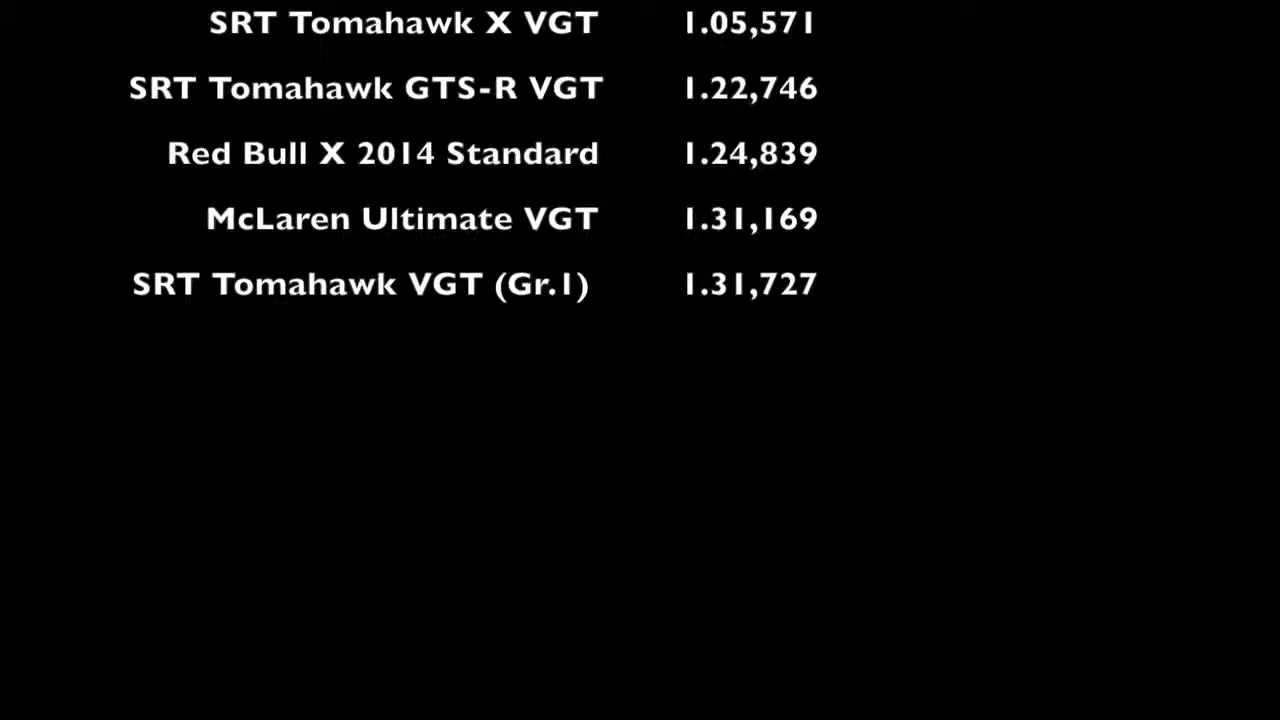 SRT Tomahawk X VGT 1.05,571
SRT Tomahawk GTS-R VGT 1.22,746
Red Bull X 2014 Standard 1.24,839
McLaren Ultimate VGT 1.31,169
SRT Tomahawk VGT (Gr.1) 1.31,727